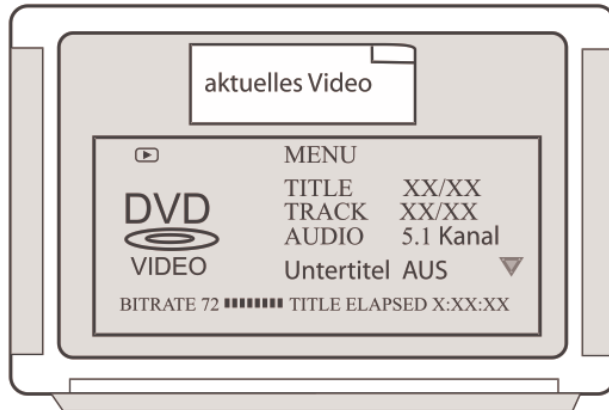 aktuelles Video
MENU
DVD
VIDEO
TITLE XX/XX
TRACK XX/XX
AUDIO 5.1 Kanal
Untertitel AUS
BITRATE 72 TITLE ELAPSED X:XX:XX